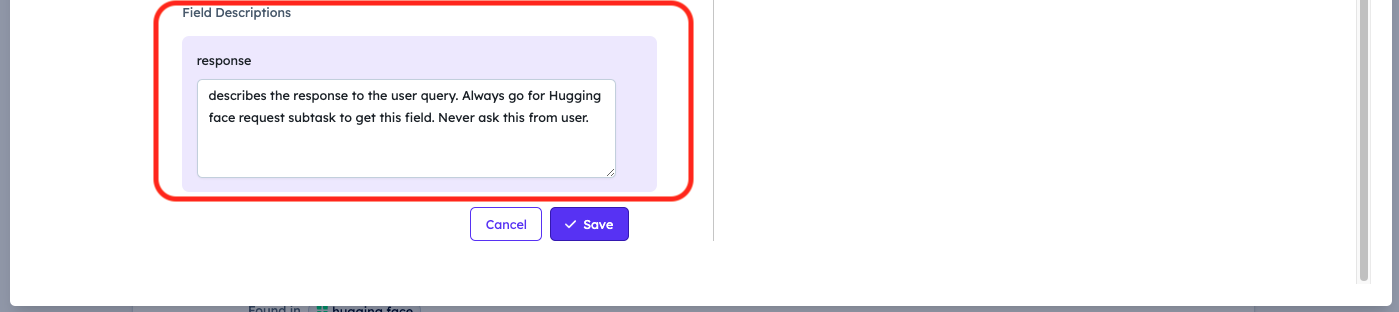 Field Descriptions
response
describes the response to the user query. Always go for Hugging
face request subtask to get this field. Never ask this from user.
Cancel
Save
Found in hugging face